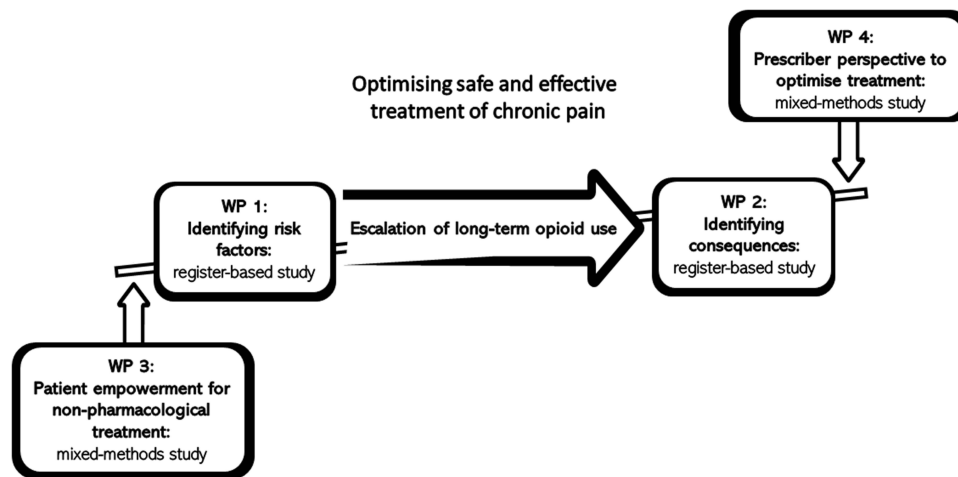 WP 4:
Prescriber perspective to
optimise treatment:
mixed-methods study
Optimising safe and effective
treatment of chronic pain
WP 1:
Identifying risk
factors:
register-based study
Escalation of long-term opioid use
WP 2:
Identifying
consequences:
register-based study
WP 3:
Patient empowerment for
non-pharmacological
treatment:
mixed-methods study